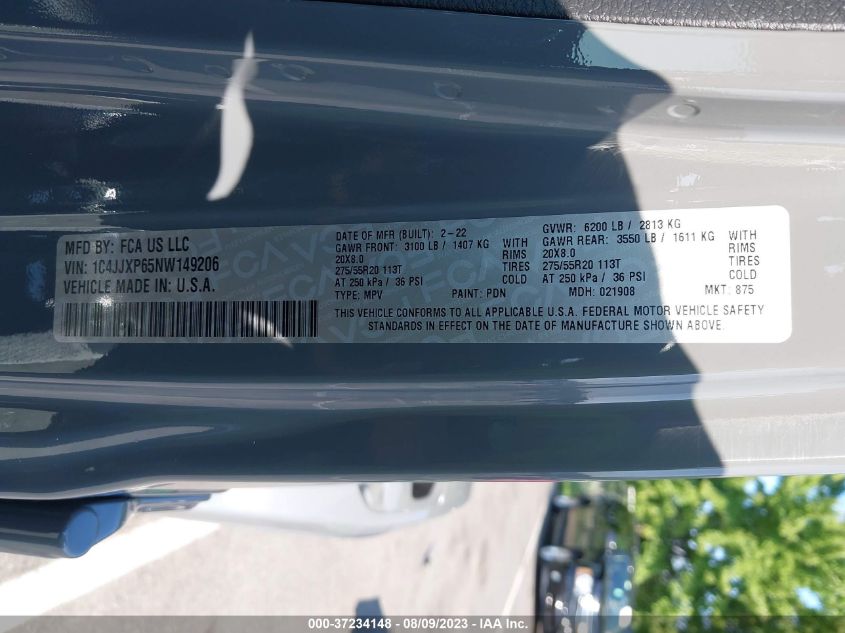 MFD BY: FCA US LLC
VIN: 1C4JJXP65NW149206
VEHICLE MADE IN: U.S.A.
DATE OF MFR (BUILT): 2-22
GVWR: 6200 LB / 2813 KG
GAWR FRONT: 3100 LB / 1407 KG WITH
GAWR REAR: 3550 LB / 1611 KG WITH
20X8.0 RIMS
20X8.0 RIMS
275/55R20 113T TIRES
275/55R20 113T TIRES
AT 250 kPa / 36 PSI COLD
AT 250 kPa / 36 PSI COLD
TYPE: MPV PAINT: PDN MDH: 021908 MKT: 875
THIS VEHICLE CONFORMS TO ALL APPLICABLE U.S.A. FEDERAL MOTOR VEHICLE SAFETY
STANDARDS IN EFFECT ON THE DATE OF MANUFACTURE SHOWN ABOVE.
000-37234148 - 08/09/2023 - IAA Inc.